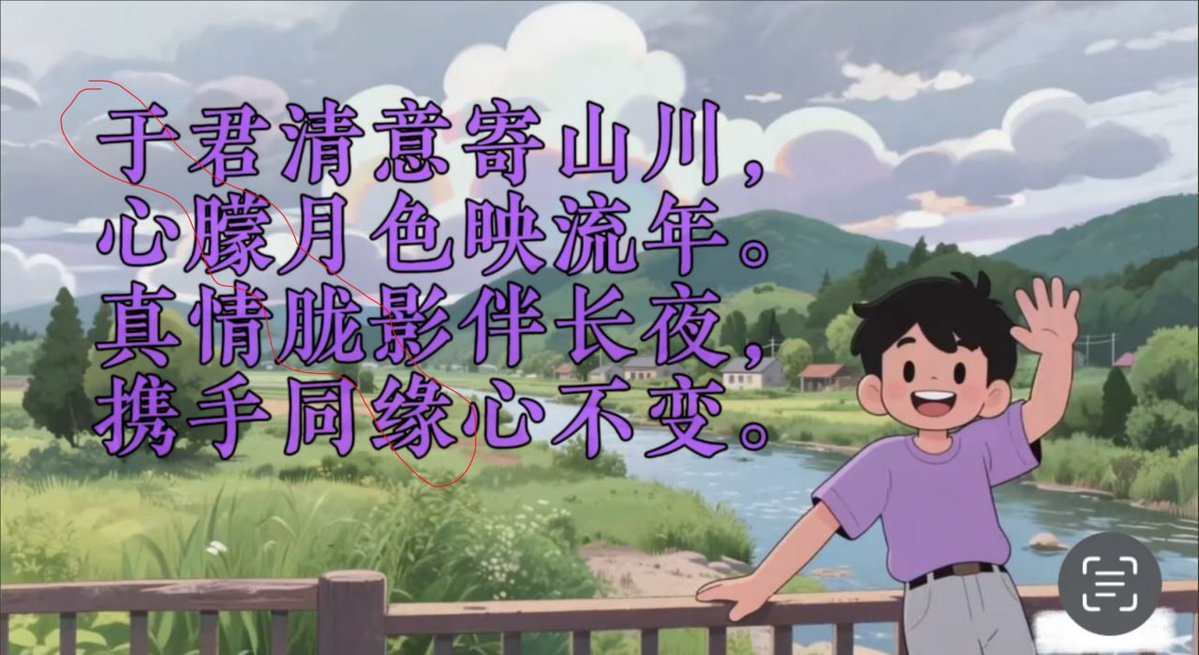 于君清意寄山川，
心朦月色映流年。
真情胧影伴长夜，
携手同缘心不变。